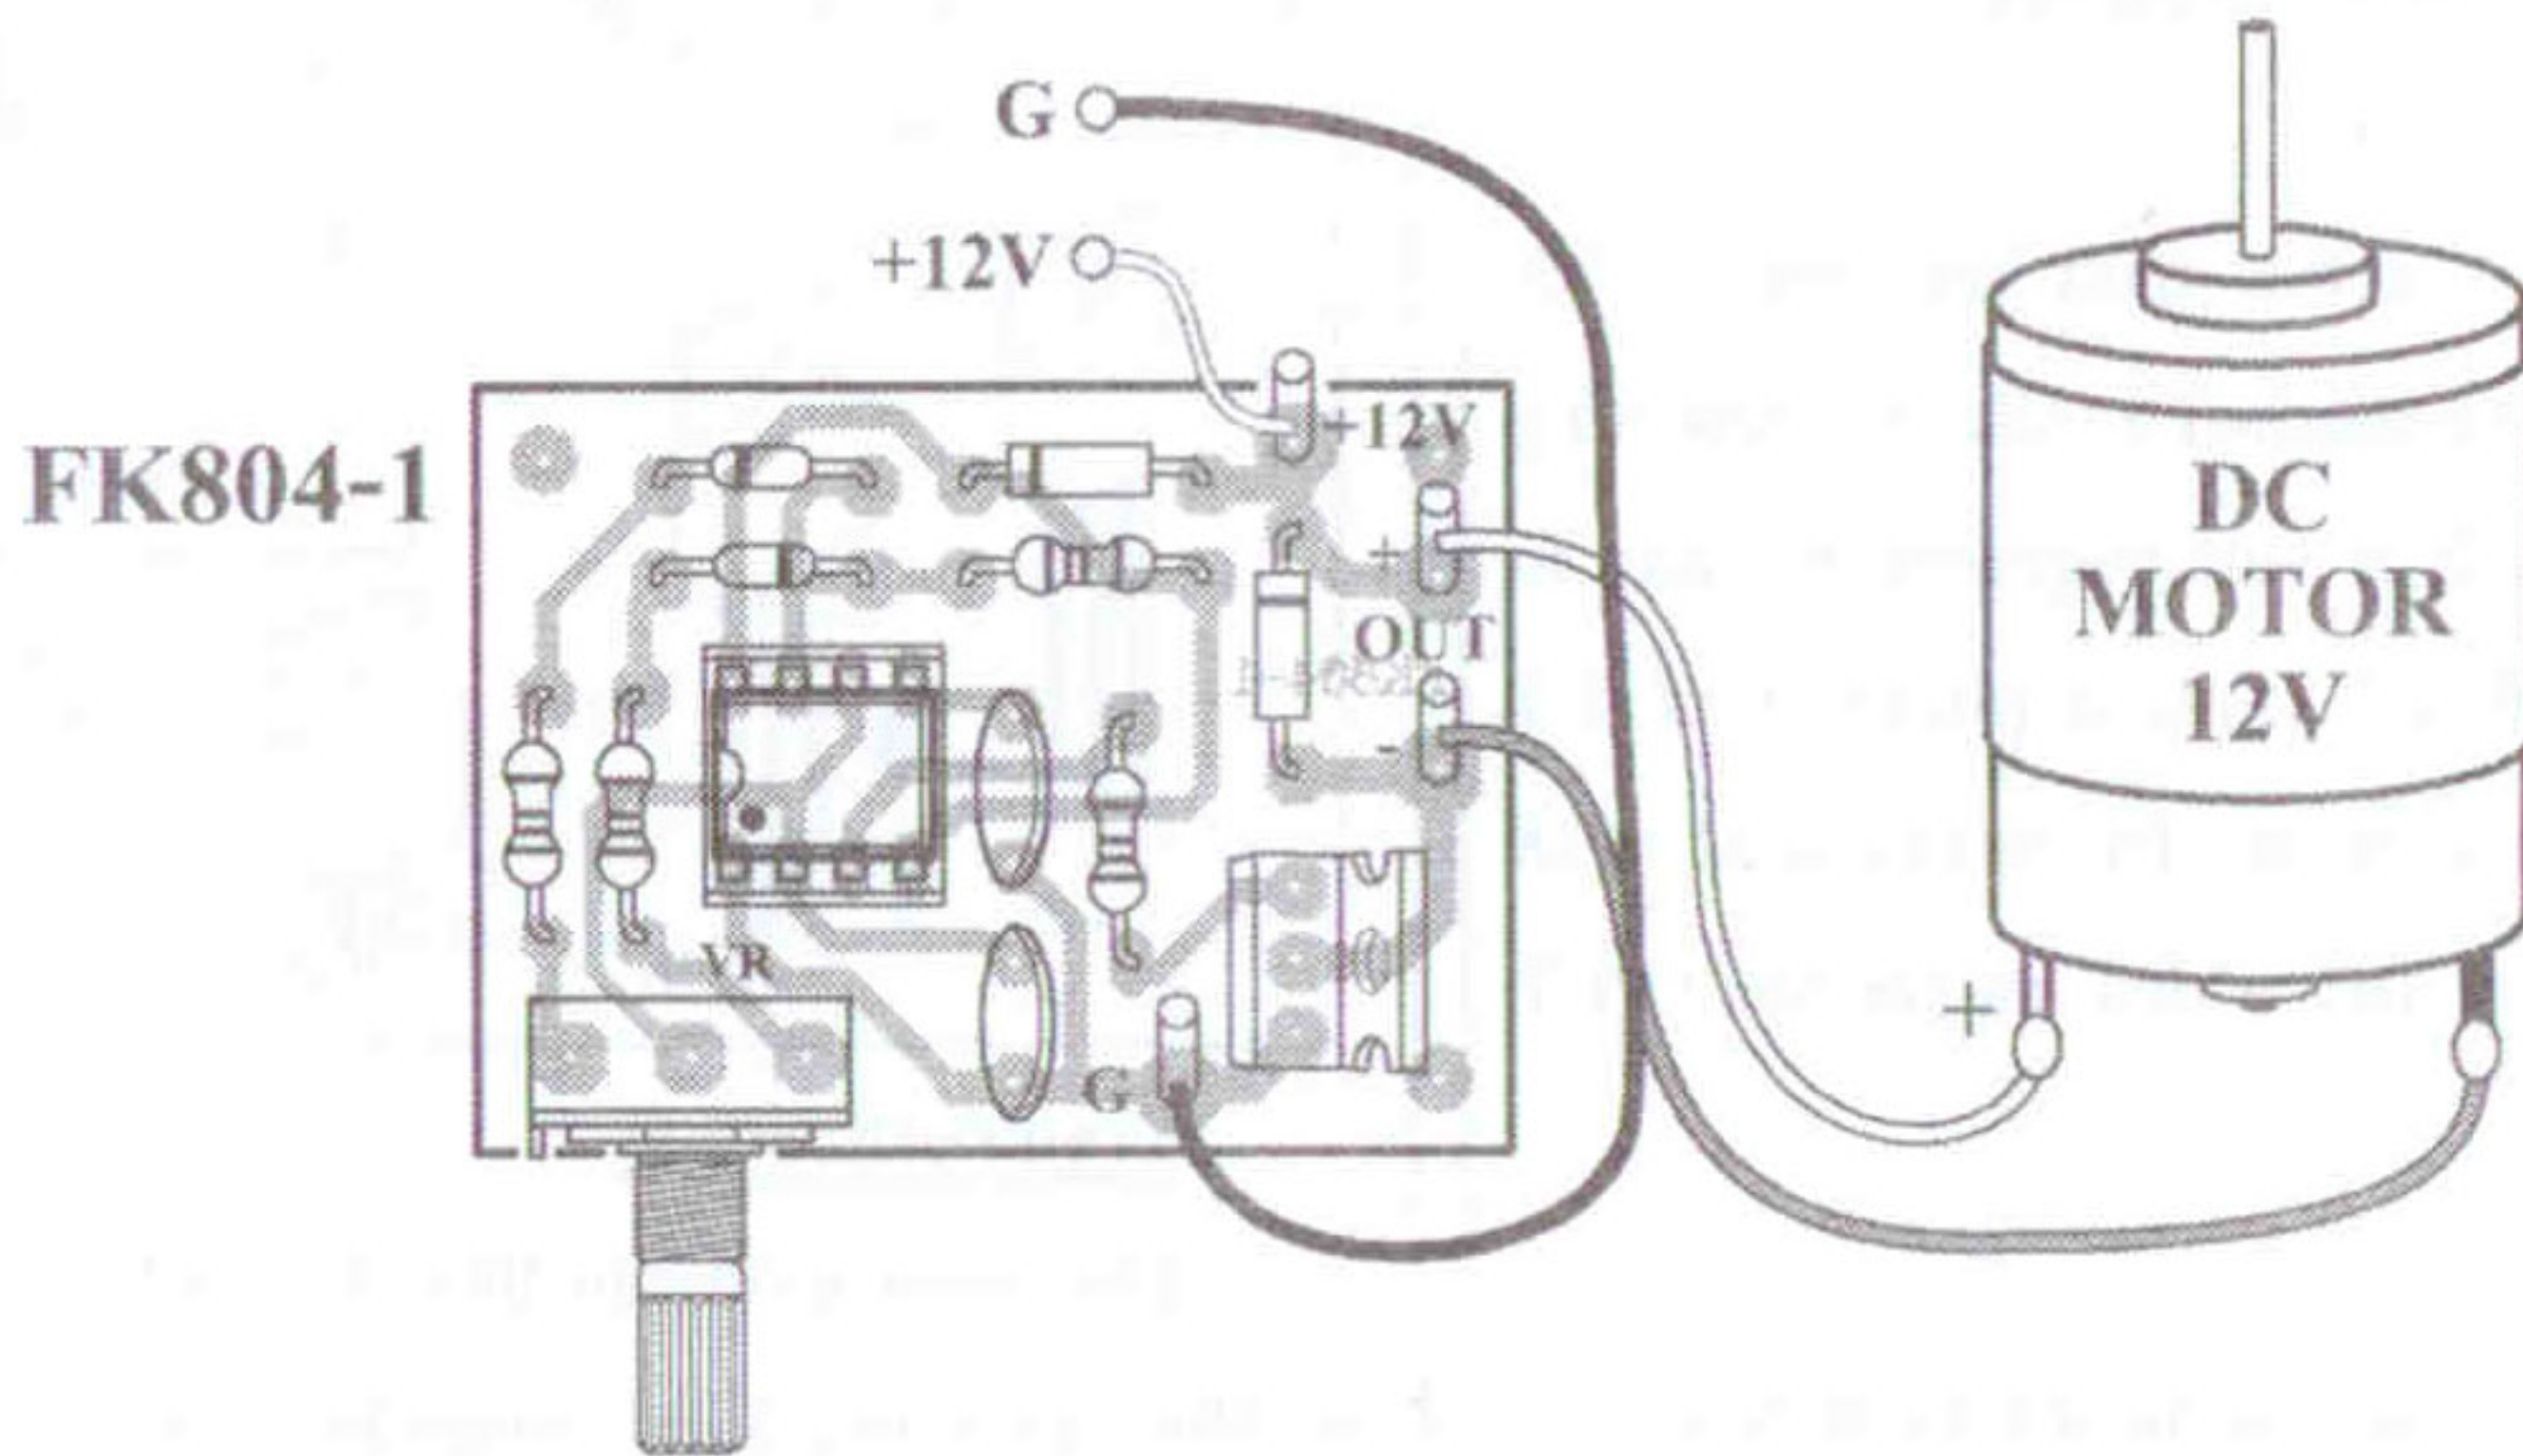 G
+12V
FK804-1
+12V
+
OUT
-
VR
G
DC
MOTOR
12V
+